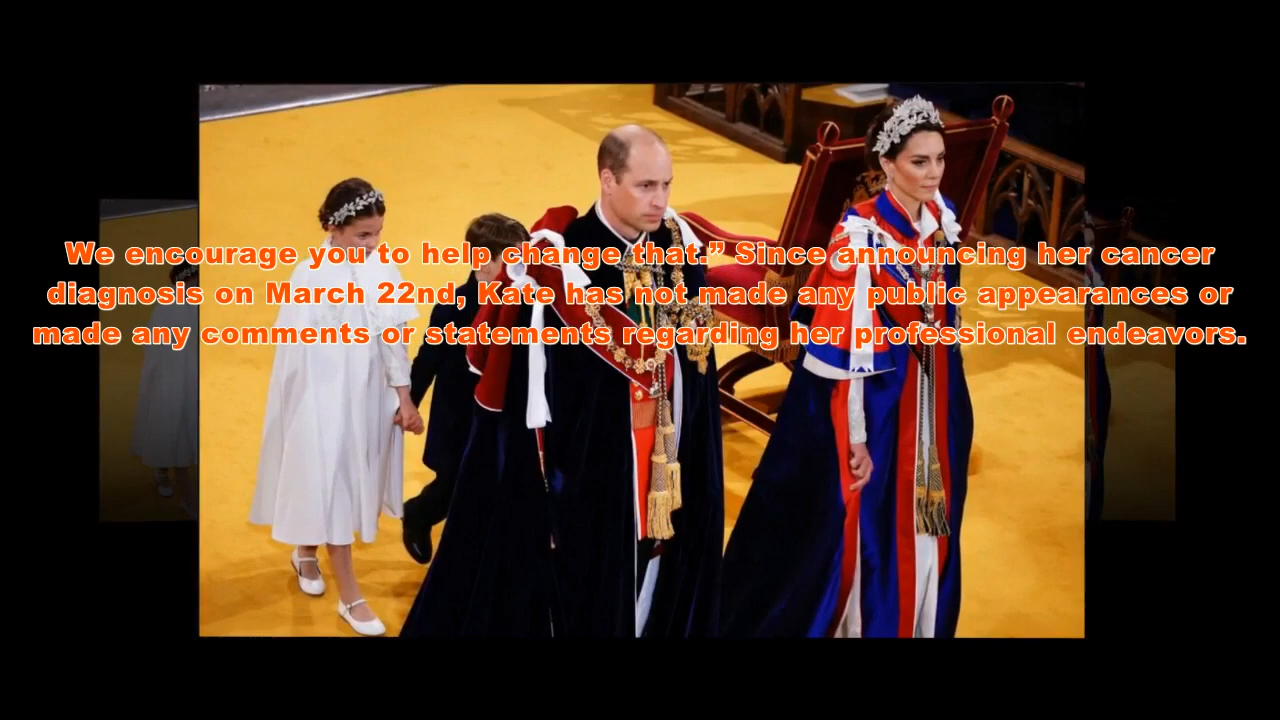 We encourage you to help change that.” Since announcing her cancer
diagnosis on March 22nd, Kate has not made any public appearances or
made any comments or statements regarding her professional endeavors.